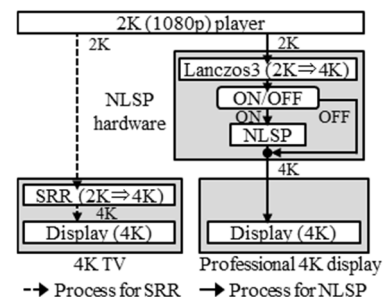 2K (1080p) player
2K
2K
Lanczos3 (2K⇒4K)
NLSP
hardware
ON/OFF
ON
OFF
NLSP
4K
SRR (2K⇒4K)
4K
Display (4K)
Display (4K)
4K TV
Professional 4K display
Process for SRR
Process for NLSP